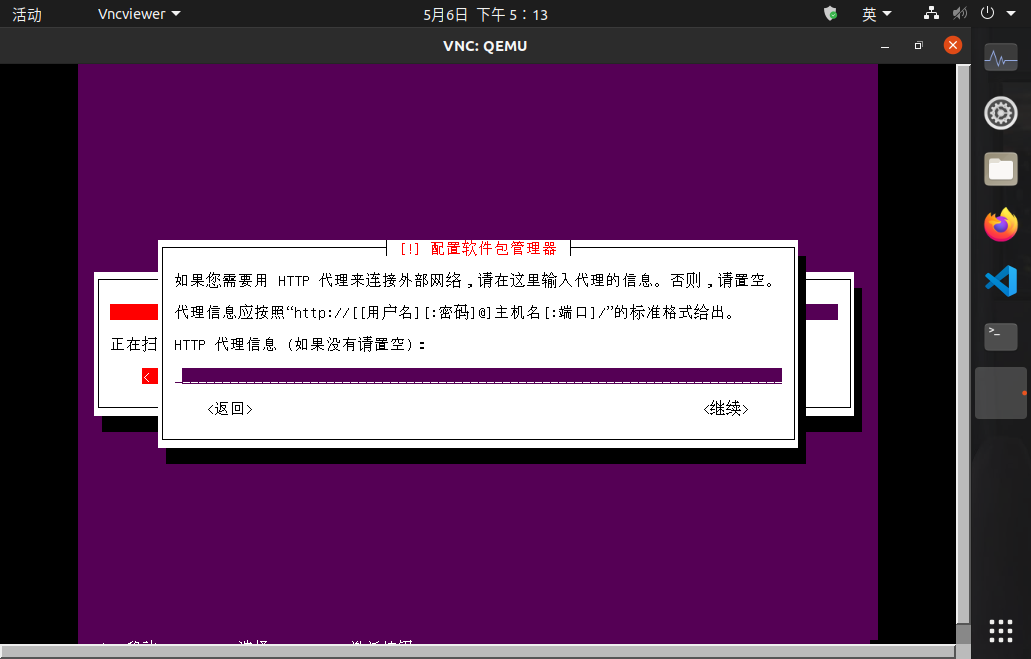 活动 Vncviewer 5月6日 下午 5：13 英
VNC: QEMU
[!] 配置软件包管理器
如果您需要用 HTTP 代理来连接外部网络，请在这里输入代理的信息。否则，请置空。
代理信息应按照“http://[[用户名][:密码]@]主机名[:端口]/”的标准格式给出。
正在扫
HTTP 代理信息 (如果没有请置空)：
<返回> <继续>